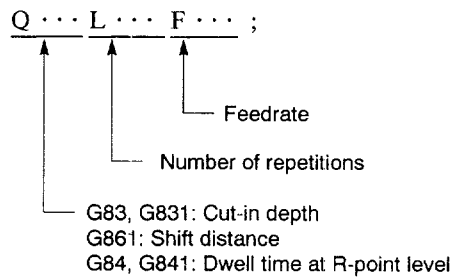 Q ··· L ··· F ··· ;
Feedrate
Number of repetitions
G83, G831: Cut-in depth
G861: Shift distance
G84, G841: Dwell time at R-point level